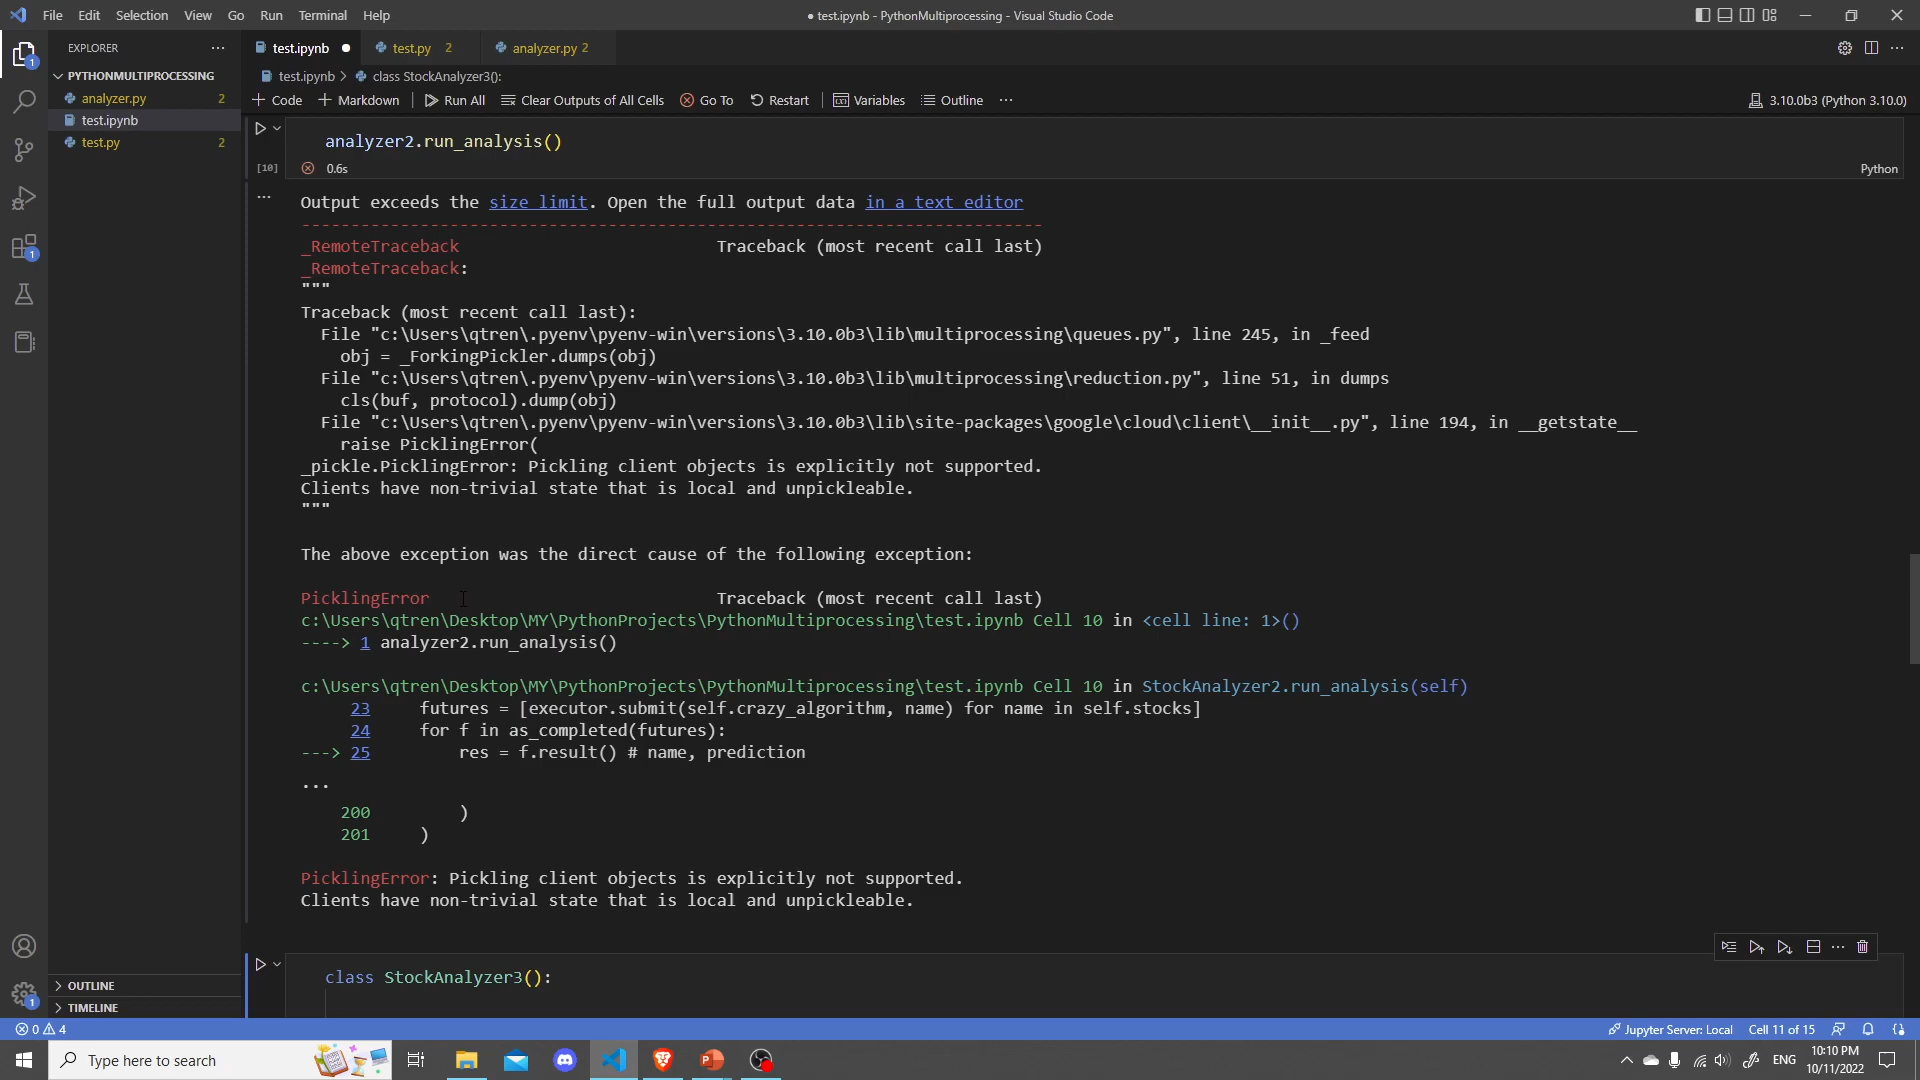 File Edit Selection View Go Run Terminal Help
● test.ipynb - PythonMultiprocessing - Visual Studio Code
EXPLORER
PYTHONMULTIPROCESSING
analyzer.py 2
test.ipynb
test.py 2
OUTLINE
TIMELINE
test.ipynb ● test.py 2 analyzer.py 2
test.ipynb > class StockAnalyzer3():
Code Markdown Run All Clear Outputs of All Cells Go To Restart Variables Outline ... 3.10.0b3 (Python 3.10.0)
analyzer2.run_analysis()
[10] 0.6s Python
Output exceeds the size limit. Open the full output data in a text editor
---------------------------------------------------------------------------
_RemoteTraceback Traceback (most recent call last)
_RemoteTraceback:
"""
Traceback (most recent call last):
File "c:\Users\qtren\.pyenv\pyenv-win\versions\3.10.0b3\lib\multiprocessing\queues.py", line 245, in _feed
obj = _ForkingPickler.dumps(obj)
File "c:\Users\qtren\.pyenv\pyenv-win\versions\3.10.0b3\lib\multiprocessing\reduction.py", line 51, in dumps
cls(buf, protocol).dump(obj)
File "c:\Users\qtren\.pyenv\pyenv-win\versions\3.10.0b3\lib\site-packages\google\cloud\client\__init__.py", line 194, in __getstate__
raise PicklingError(
_pickle.PicklingError: Pickling client objects is explicitly not supported.
Clients have non-trivial state that is local and unpickleable.
"""
The above exception was the direct cause of the following exception:
PicklingError Traceback (most recent call last)
c:\Users\qtren\Desktop\MY\PythonProjects\PythonMultiprocessing\test.ipynb Cell 10 in <cell line: 1>()
----> 1 analyzer2.run_analysis()
c:\Users\qtren\Desktop\MY\PythonProjects\PythonMultiprocessing\test.ipynb Cell 10 in StockAnalyzer2.run_analysis(self)
23 futures = [executor.submit(self.crazy_algorithm, name) for name in self.stocks]
24 for f in as_completed(futures):
---> 25 res = f.result() # name, prediction
...
200 )
201 )
PicklingError: Pickling client objects is explicitly not supported.
Clients have non-trivial state that is local and unpickleable.
class StockAnalyzer3():
0 4 Jupyter Server: Local Cell 11 of 15
Type here to search
ENG
10:10 PM
10/11/2022